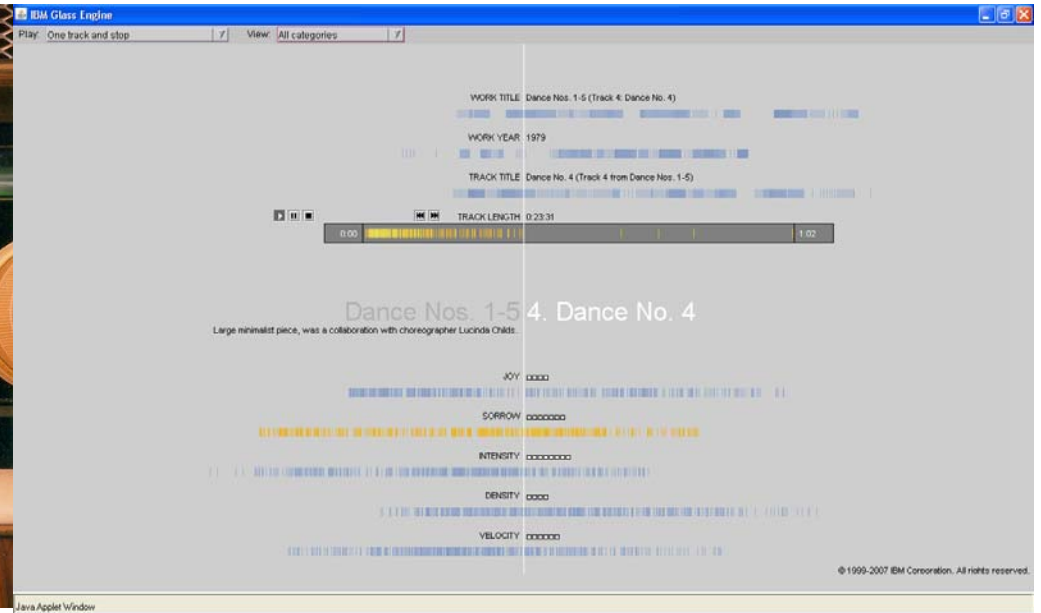 IBM Glass Engine
Play: One track and stop View: All categories
WORK TITLE Dance Nos. 1-5 (Track 4: Dance No. 4)
WORK YEAR 1979
TRACK TITLE Dance No. 4 (Track 4 from Dance Nos. 1-5)
TRACK LENGTH 0:23:31
0:00 1:02
Dance Nos. 1-5 4. Dance No. 4
Large minimalist piece, was a collaboration with choreographer Lucinda Childs.
JOY
SORROW
INTENSITY
DENSITY
VELOCITY
© 1999-2007 IBM Corporation. All rights reserved.
Java Applet Window